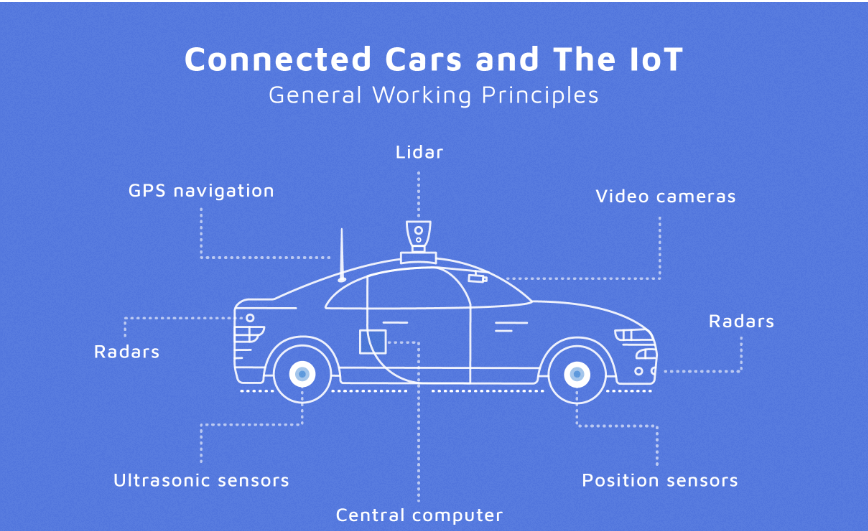 Connected Cars and The IoT
General Working Principles
Lidar
GPS navigation
Video cameras
Radars
Radars
Ultrasonic sensors
Position sensors
Central computer